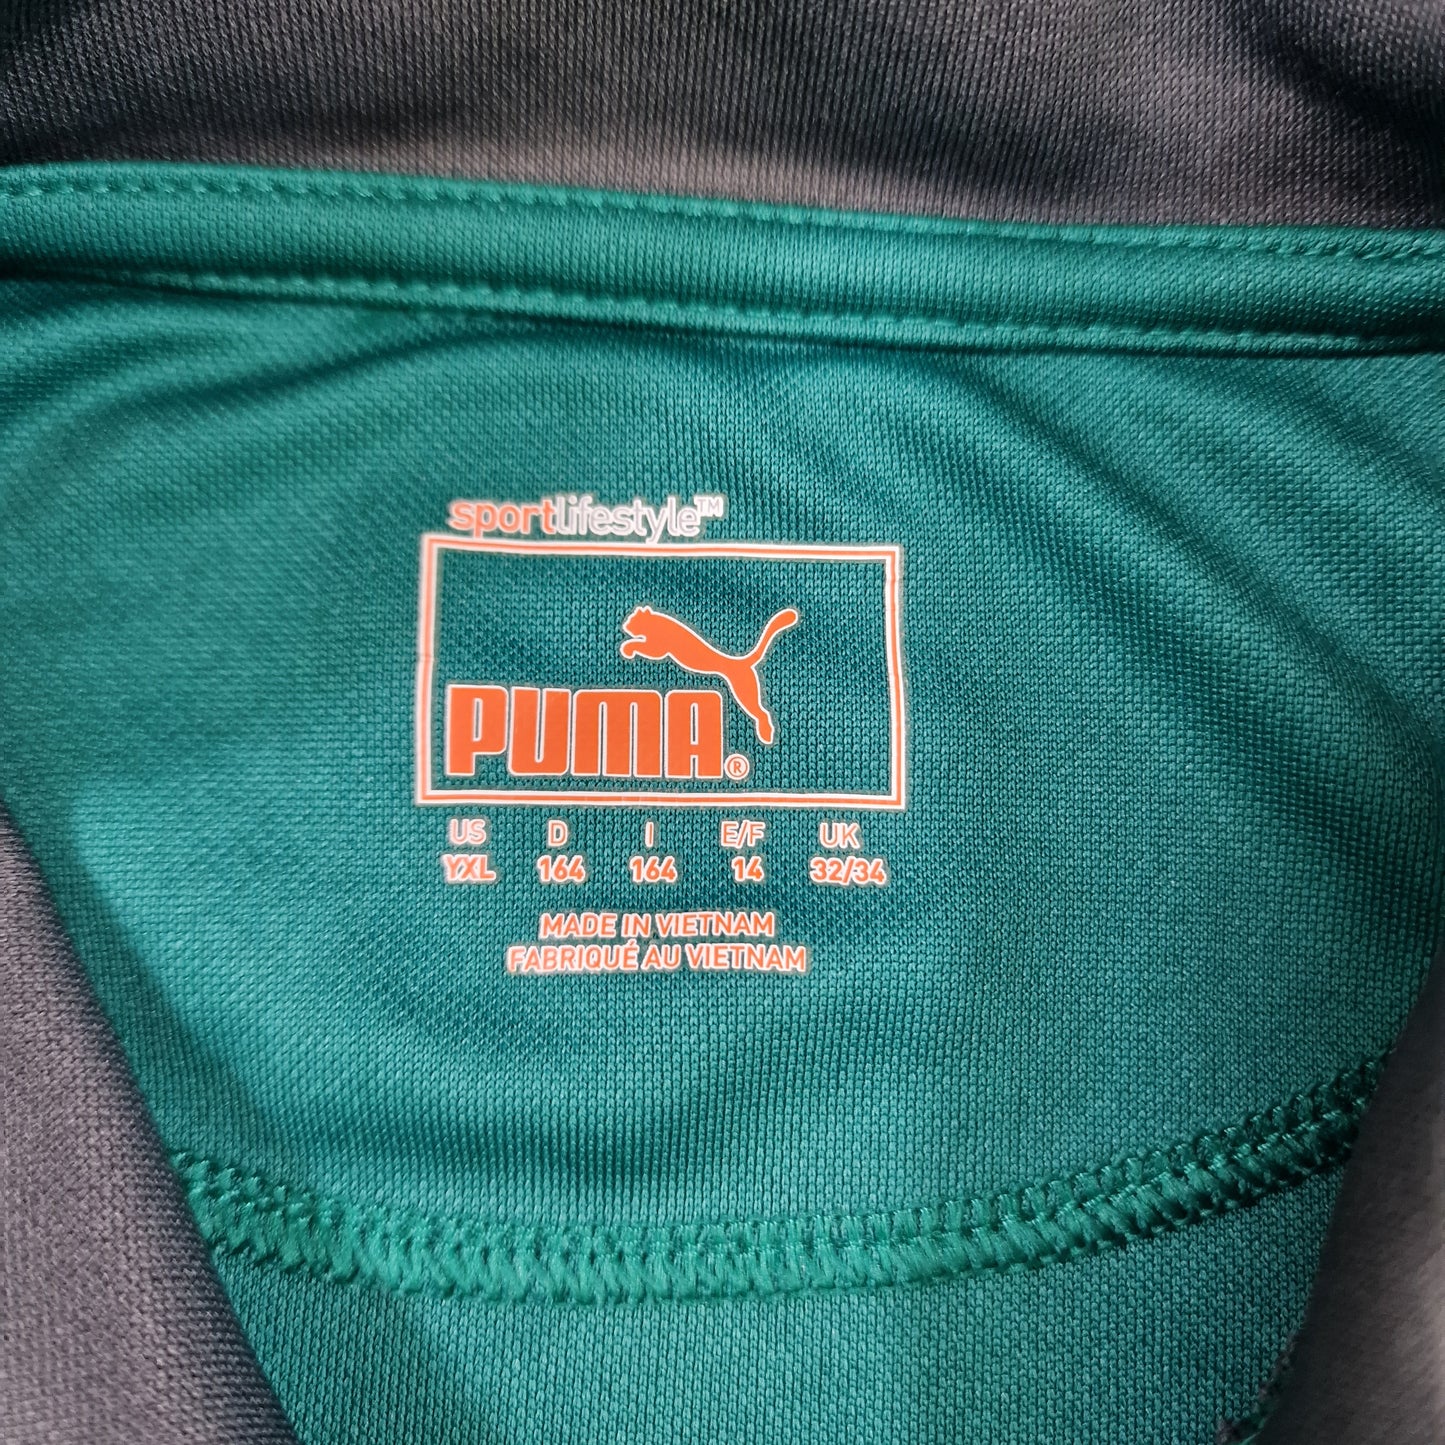 sportlifestyle™
PUMA®
US D I E/F UK
YXL 164 164 14 32/34
MADE IN VIETNAM
FABRIQUÉ AU VIETNAM